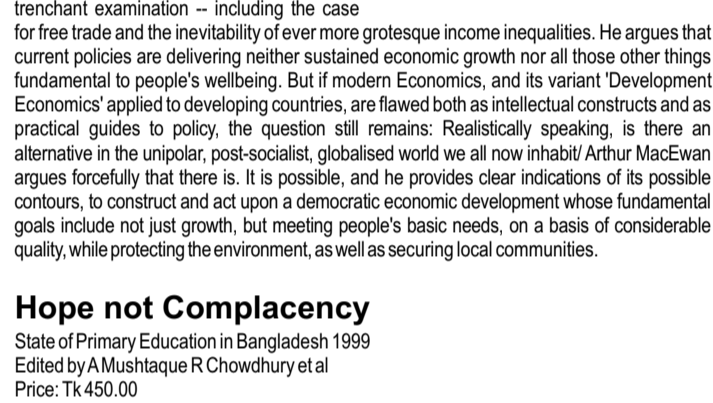 trenchant examination -- including the case
for free trade and the inevitability of ever more grotesque income inequalities. He argues that
current policies are delivering neither sustained economic growth nor all those other things
fundamental to people's wellbeing. But if modern Economics, and its variant 'Development
Economics' applied to developing countries, are flawed both as intellectual constructs and as
practical guides to policy, the question still remains: Realistically speaking, is there an
alternative in the unipolar, post-socialist, globalised world we all now inhabit/ Arthur MacEwan
argues forcefully that there is. It is possible, and he provides clear indications of its possible
contours, to construct and act upon a democratic economic development whose fundamental
goals include not just growth, but meeting people's basic needs, on a basis of considerable
quality, while protecting the environment, as well as securing local communities.
Hope not Complacency
State of Primary Education in Bangladesh 1999
Edited by A Mushtaque R Chowdhury et al
Price: Tk 450.00